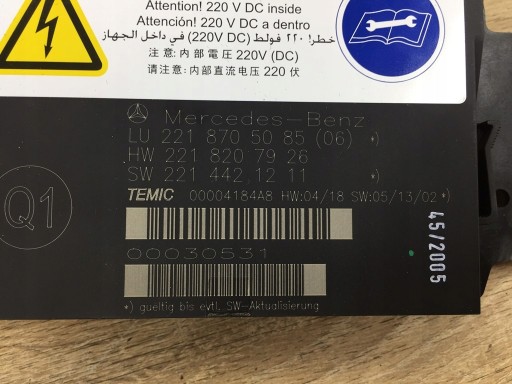 Attention! 220 V DC inside
Atención! 220 V DC a dentro
خطر! ٢٢٠ فولط (220V DC) في داخل الجهاز
注意: 内部電圧 220V (DC)
请注意: 内部直流电压 220 伏
Mercedes-Benz
LU 221 870 50 85 (06) *)
HW 221 820 79 26
SW 221 442 12 11 *)
TEMIC 00004184A8 HW:04/18 SW:05/13/02 *)
00030531
*) gueltig bis evtl. SW-Aktualisierung
Q1
45/2005